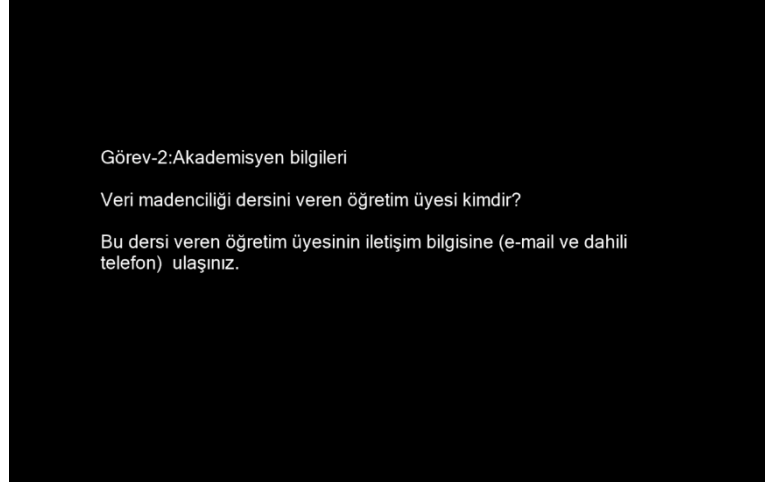 Görev-2:Akademisyen bilgileri
Veri madenciliği dersini veren öğretim üyesi kimdir?
Bu dersi veren öğretim üyesinin iletişim bilgisine (e-mail ve dahili
telefon)  ulaşınız.